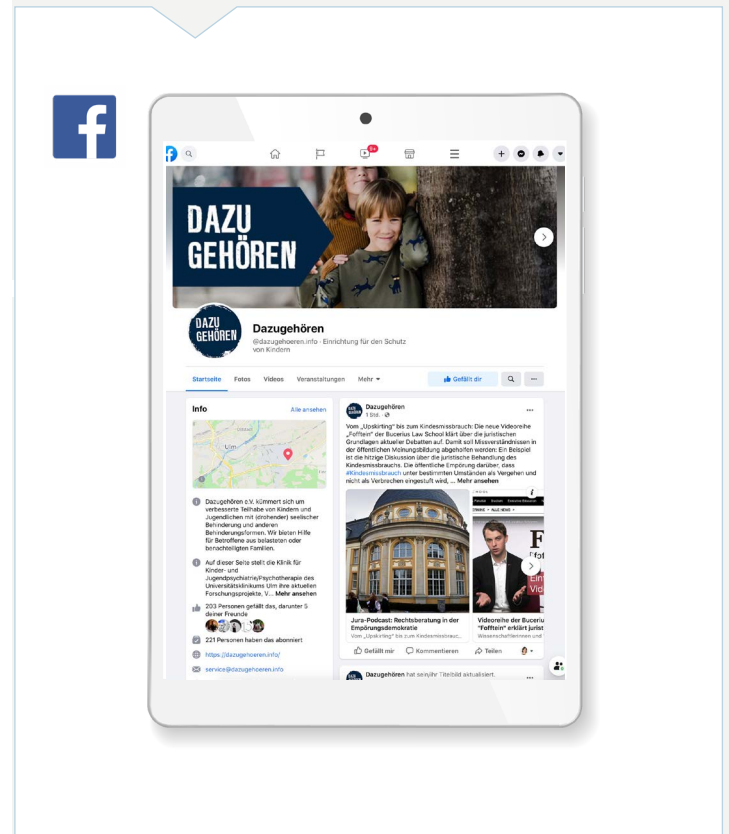 f
9+
DAZU
GEHÖREN
DAZU
GEHÖREN
Dazugehören
@dazugehoeren.info · Einrichtung für den Schutz
von Kindern
Startseite Fotos Videos Veranstaltungen Mehr
Gefällt dir
Info
Alle ansehen
Ulm
Dazugehören e.V. kümmert sich um
verbesserte Teilhabe von Kindern und
Jugendlichen mit (drohender) seelischer
Behinderung und anderen
Behinderungsformen. Wir bieten Hilfe
für Betroffene aus belasteten oder
benachteiligten Familien.
Auf dieser Seite stellt die Klinik für
Kinder- und
Jugendpsychiatrie/Psychotherapie des
Universitätsklinikums Ulm ihre aktuellen
Forschungsprojekte, V... Mehr ansehen
203 Personen gefällt das, darunter 5
deiner Freunde
221 Personen haben das abonniert
https://dazugehoeren.info/
service@dazugehoeren.info
Dazugehören
1 Std.
Vom „Upskirting" bis zum Kindesmissbrauch: Die neue Videoreihe
„Fofftein" der Bucerius Law School klärt über die juristischen
Grundlagen aktueller Debatten auf. Damit soll Missverständnissen in
der öffentlichen Meinungsbildung abgeholfen werden: Ein Beispiel
ist die hitzige Diskussion über die juristische Behandlung des
Kindesmissbrauchs. Die öffentliche Empörung darüber, dass
#Kindesmissbrauch unter bestimmten Umständen als Vergehen und
nicht als Verbrechen eingestuft wird, ... Mehr ansehen
Jura-Podcast: Rechtsberatung in der
Empörungsdemokratie
Vom „Upskirting" bis zum Kindesmissbrauc...
Videoreihe der Buceriu
"Fofftein" erklärt jurist
Wissenschaftlerinnen und
Gefällt mir Kommentieren Teilen
Dazugehören hat sein/ihr Titelbild aktualisiert.